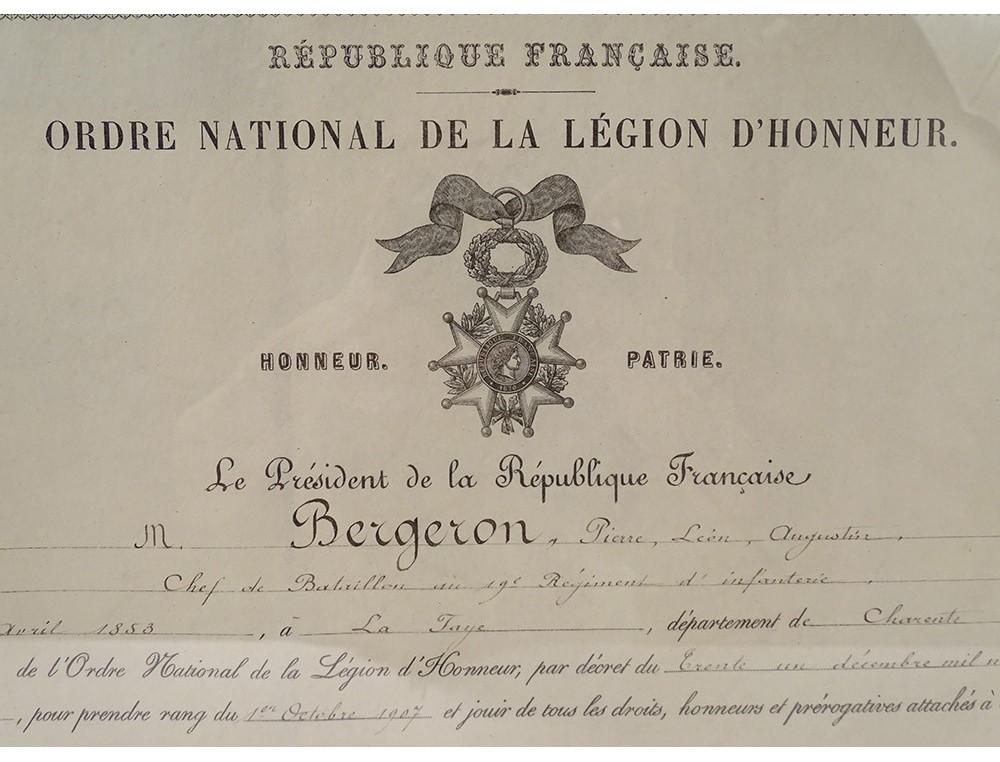 RÉPUBLIQUE FRANÇAISE.
ORDRE NATIONAL DE LA LÉGION D'HONNEUR.
HONNEUR. PATRIE.
RÉPUBLIQUE FRANÇAISE
1870
Le Président de la République Française
M. Bergeron, Pierre, Léon, Augustin,
Chef de Bataillon au 19e Régiment d'infanterie,
Avril 1853, à La Faye, département de Charente
de l'Ordre National de la Légion d'Honneur, par décret du Trente un décembre mil n
, pour prendre rang du 1er Octobre 1907 et jouir de tous les droits, honneurs et prérogatives attachés à